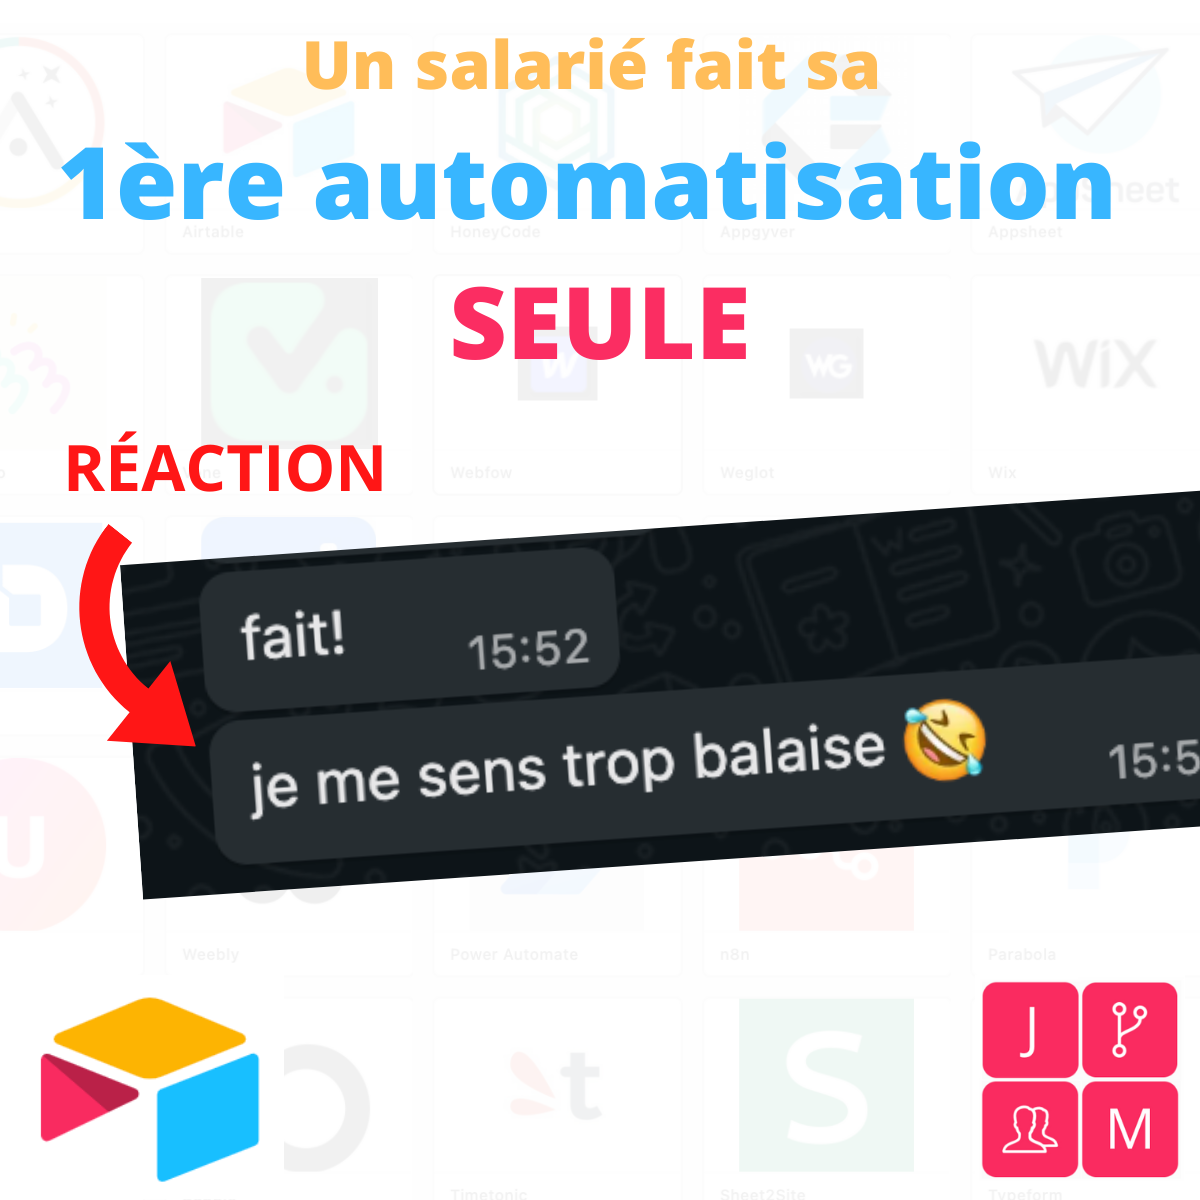 Un salarié fait sa
1ère automatisation
Airtable
HoneyCode
Appgyver
Appsheet
SEULE
W
WG
WiX
RÉACTION
Webfow
Weglot
Wix
fait!
15:52
je me sens trop balaise 🤣
15:5
U
Weebly
Power Automate
n8n
Parabola
J
t
S
M
Timetonic
Sheet2Site
Typeform